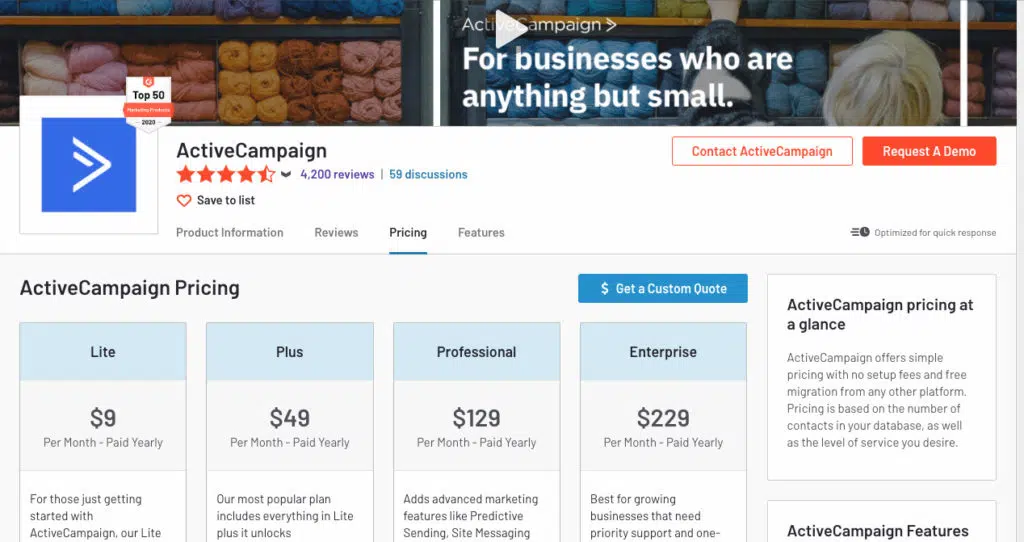 ActiveCampaign >
For businesses who are
anything but small.
Top 50
Marketing Products
2020
ActiveCampaign
4,200 reviews | 59 discussions
Save to list
Contact ActiveCampaign
Request A Demo
Product Information
Reviews
Pricing
Features
Optimized for quick response
ActiveCampaign Pricing
$ Get a Custom Quote
Lite
$9
Per Month - Paid Yearly
For those just getting
started with
ActiveCampaign, our Lite
Plus
$49
Per Month - Paid Yearly
Our most popular plan
includes everything in Lite
plus it unlocks
Professional
$129
Per Month - Paid Yearly
Adds advanced marketing
features like Predictive
Sending, Site Messaging
Enterprise
$229
Per Month - Paid Yearly
Best for growing
businesses that need
priority support and one-
ActiveCampaign pricing at
a glance
ActiveCampaign offers simple
pricing with no setup fees and free
migration from any other platform.
Pricing is based on the number of
contacts in your database, as well
as the level of service you desire.
ActiveCampaign Features